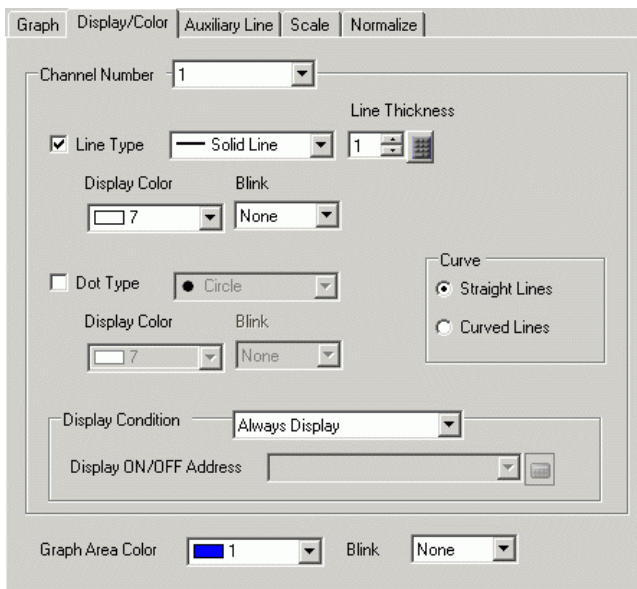 Graph Display/Color Auxiliary Line Scale Normalize
Channel Number 1
Line Thickness
Line Type Solid Line 1
Display Color Blink
7 None
Curve
Dot Type Circle Straight Lines
Display Color Blink Curved Lines
7 None
Display Condition Always Display
Display ON/OFF Address
Graph Area Color 1 Blink None